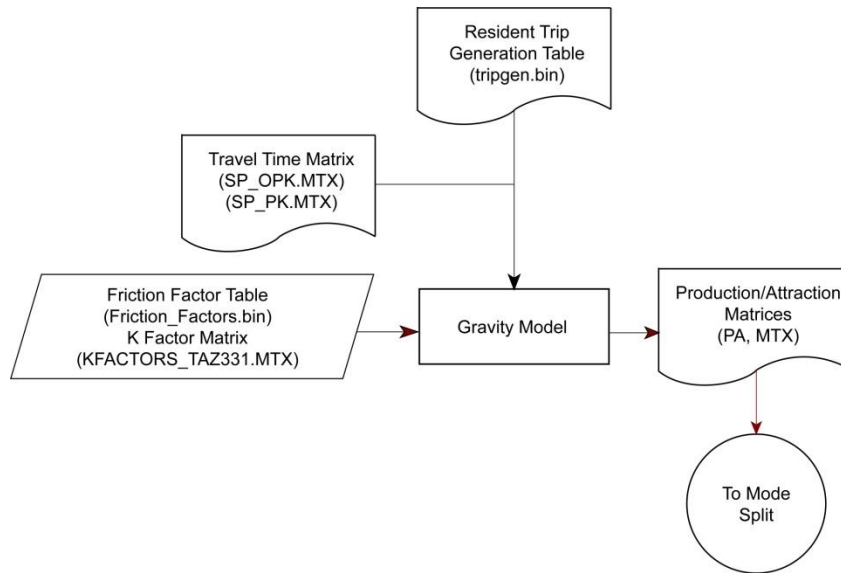 Resident Trip
Generation Table
(tripgen.bin)
Travel Time Matrix
(SP_OPK.MTX)
(SP_PK.MTX)
Friction Factor Table
(Friction_Factors.bin)
K Factor Matrix
(KFACTORS_TAZ331.MTX)
Gravity Model
Production/Attraction
Matrices
(PA, MTX)
To Mode
Split